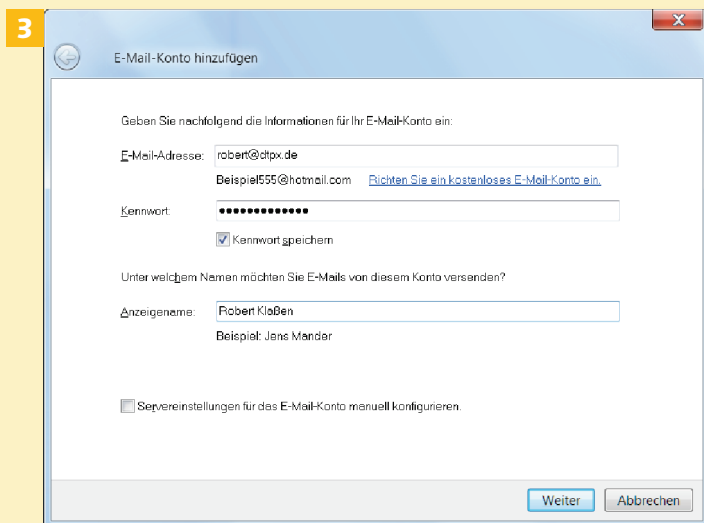 3
X
E-Mail-Konto hinzufügen
Geben Sie nachfolgend die Informationen für Ihr E-Mail-Konto ein:
E-Mail-Adresse: robert@dtpx.de
Beispiel555@hotmail.com Richten Sie ein kostenloses E-Mail-Konto ein.
Kennwort: •••••••••••••
Kennwort speichern
Unter welchem Namen möchten Sie E-Mails von diesem Konto versenden?
Anzeigename: Robert Klaßen
Beispiel: Jens Mander
Servereinstellungen für das E-Mail-Konto manuell konfigurieren.
Weiter Abbrechen